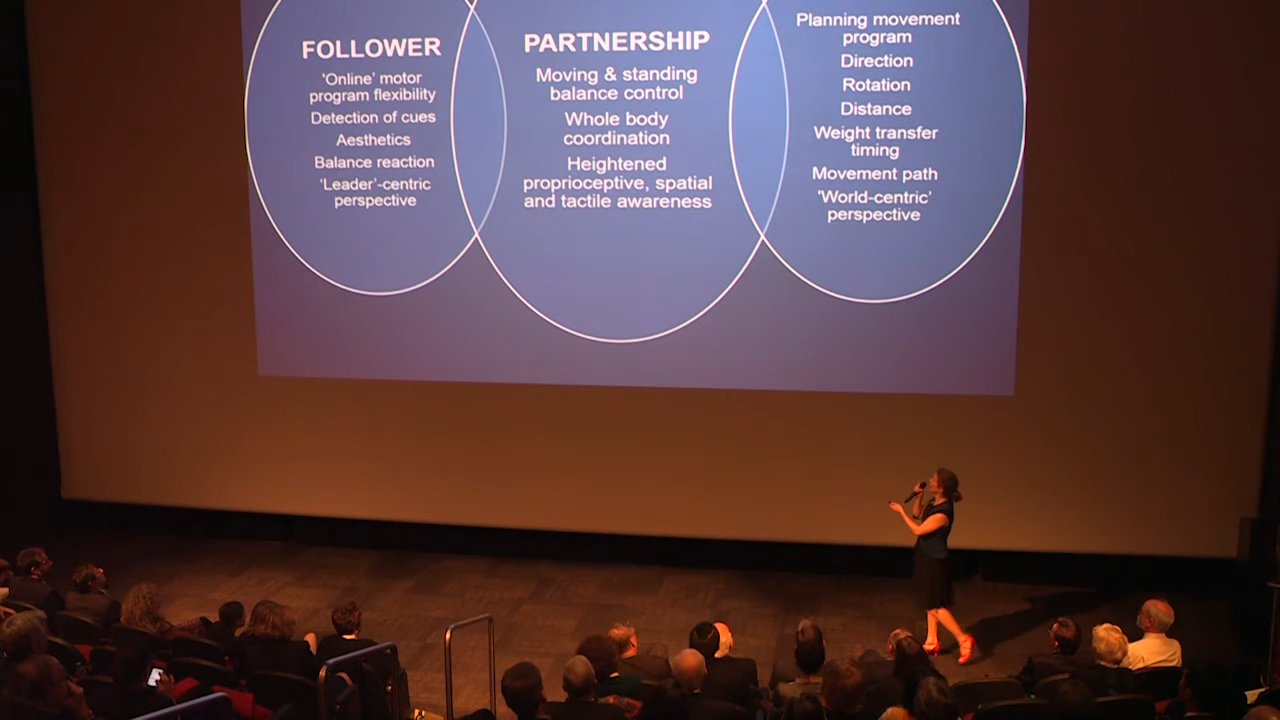 FOLLOWER
'Online' motor
program flexibility
Detection of cues
Aesthetics
Balance reaction
'Leader'-centric
perspective
PARTNERSHIP
Moving & standing
balance control
Whole body
coordination
Heightened
proprioceptive, spatial
and tactile awareness
Planning movement
program
Direction
Rotation
Distance
Weight transfer
timing
Movement path
'World-centric'
perspective